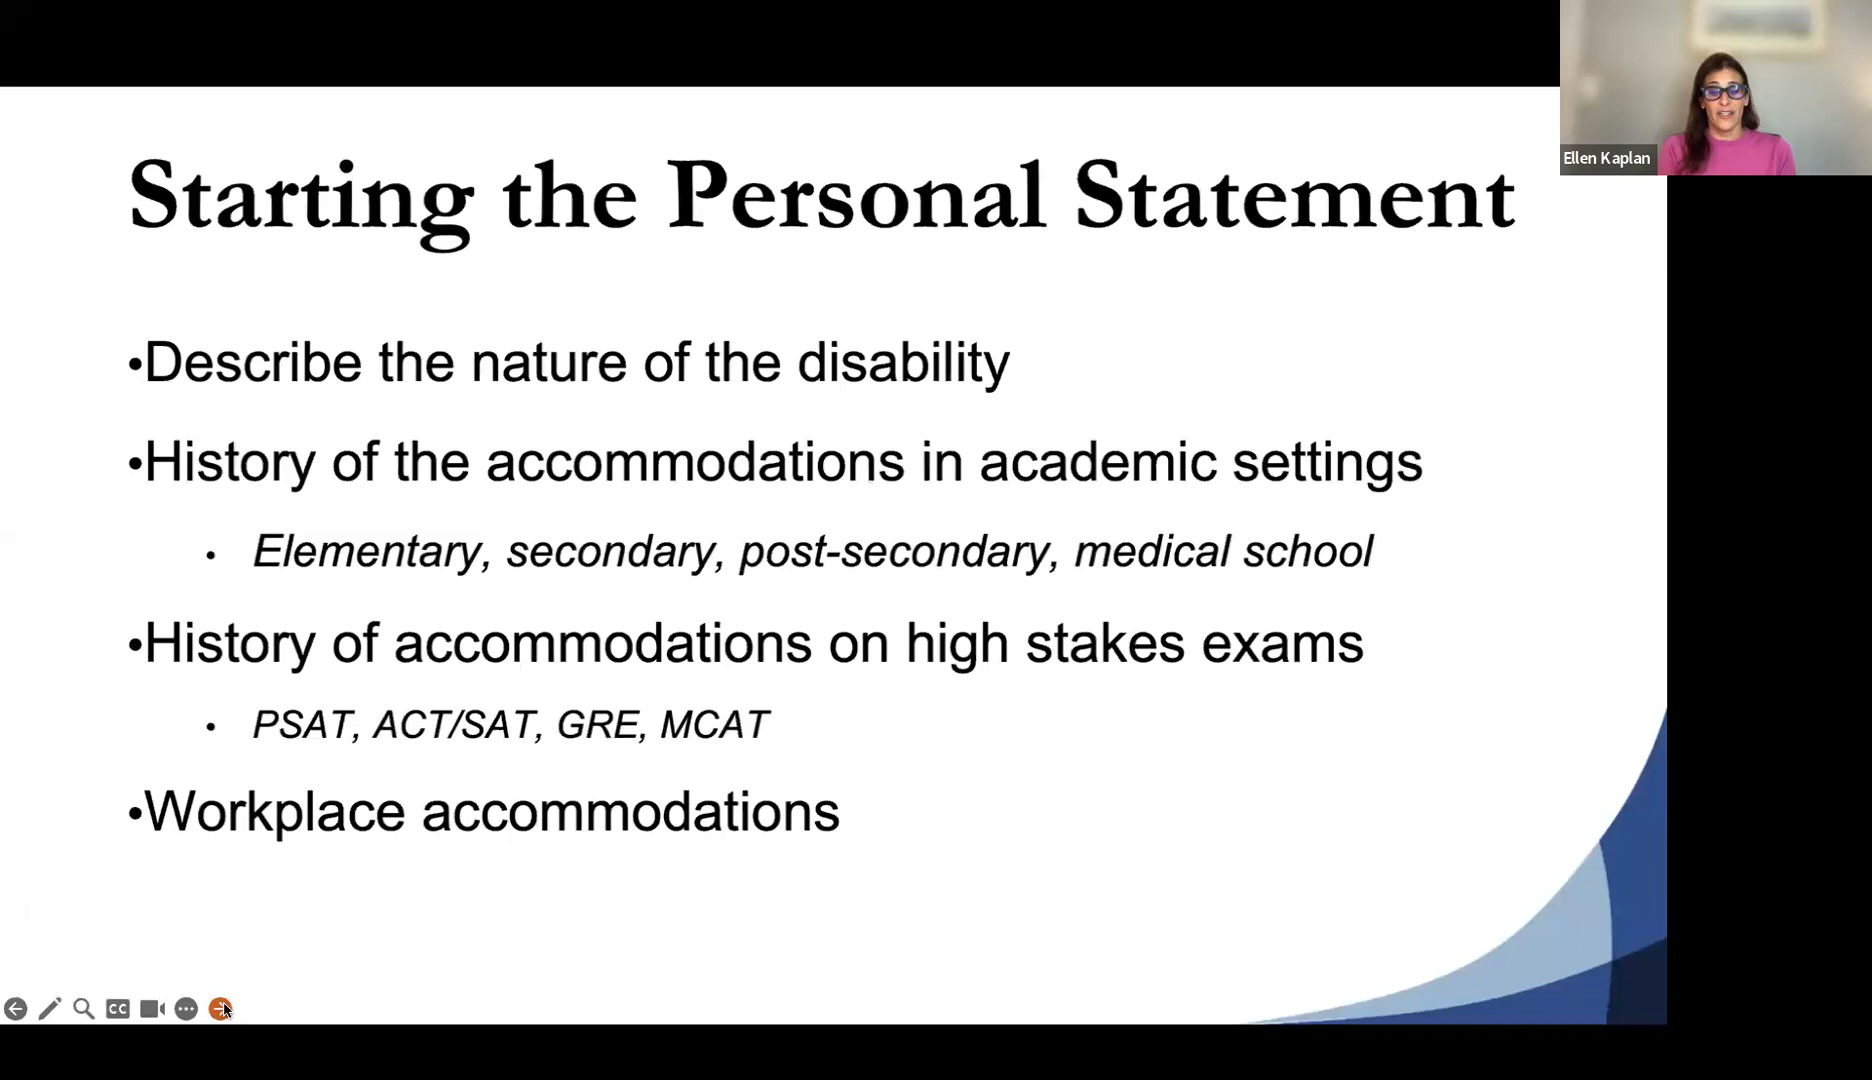 Ellen Kaplan
Starting the Personal Statement
•Describe the nature of the disability
•History of the accommodations in academic settings
• Elementary, secondary, post-secondary, medical school
•History of accommodations on high stakes exams
• PSAT, ACT/SAT, GRE, MCAT
•Workplace accommodations
CC